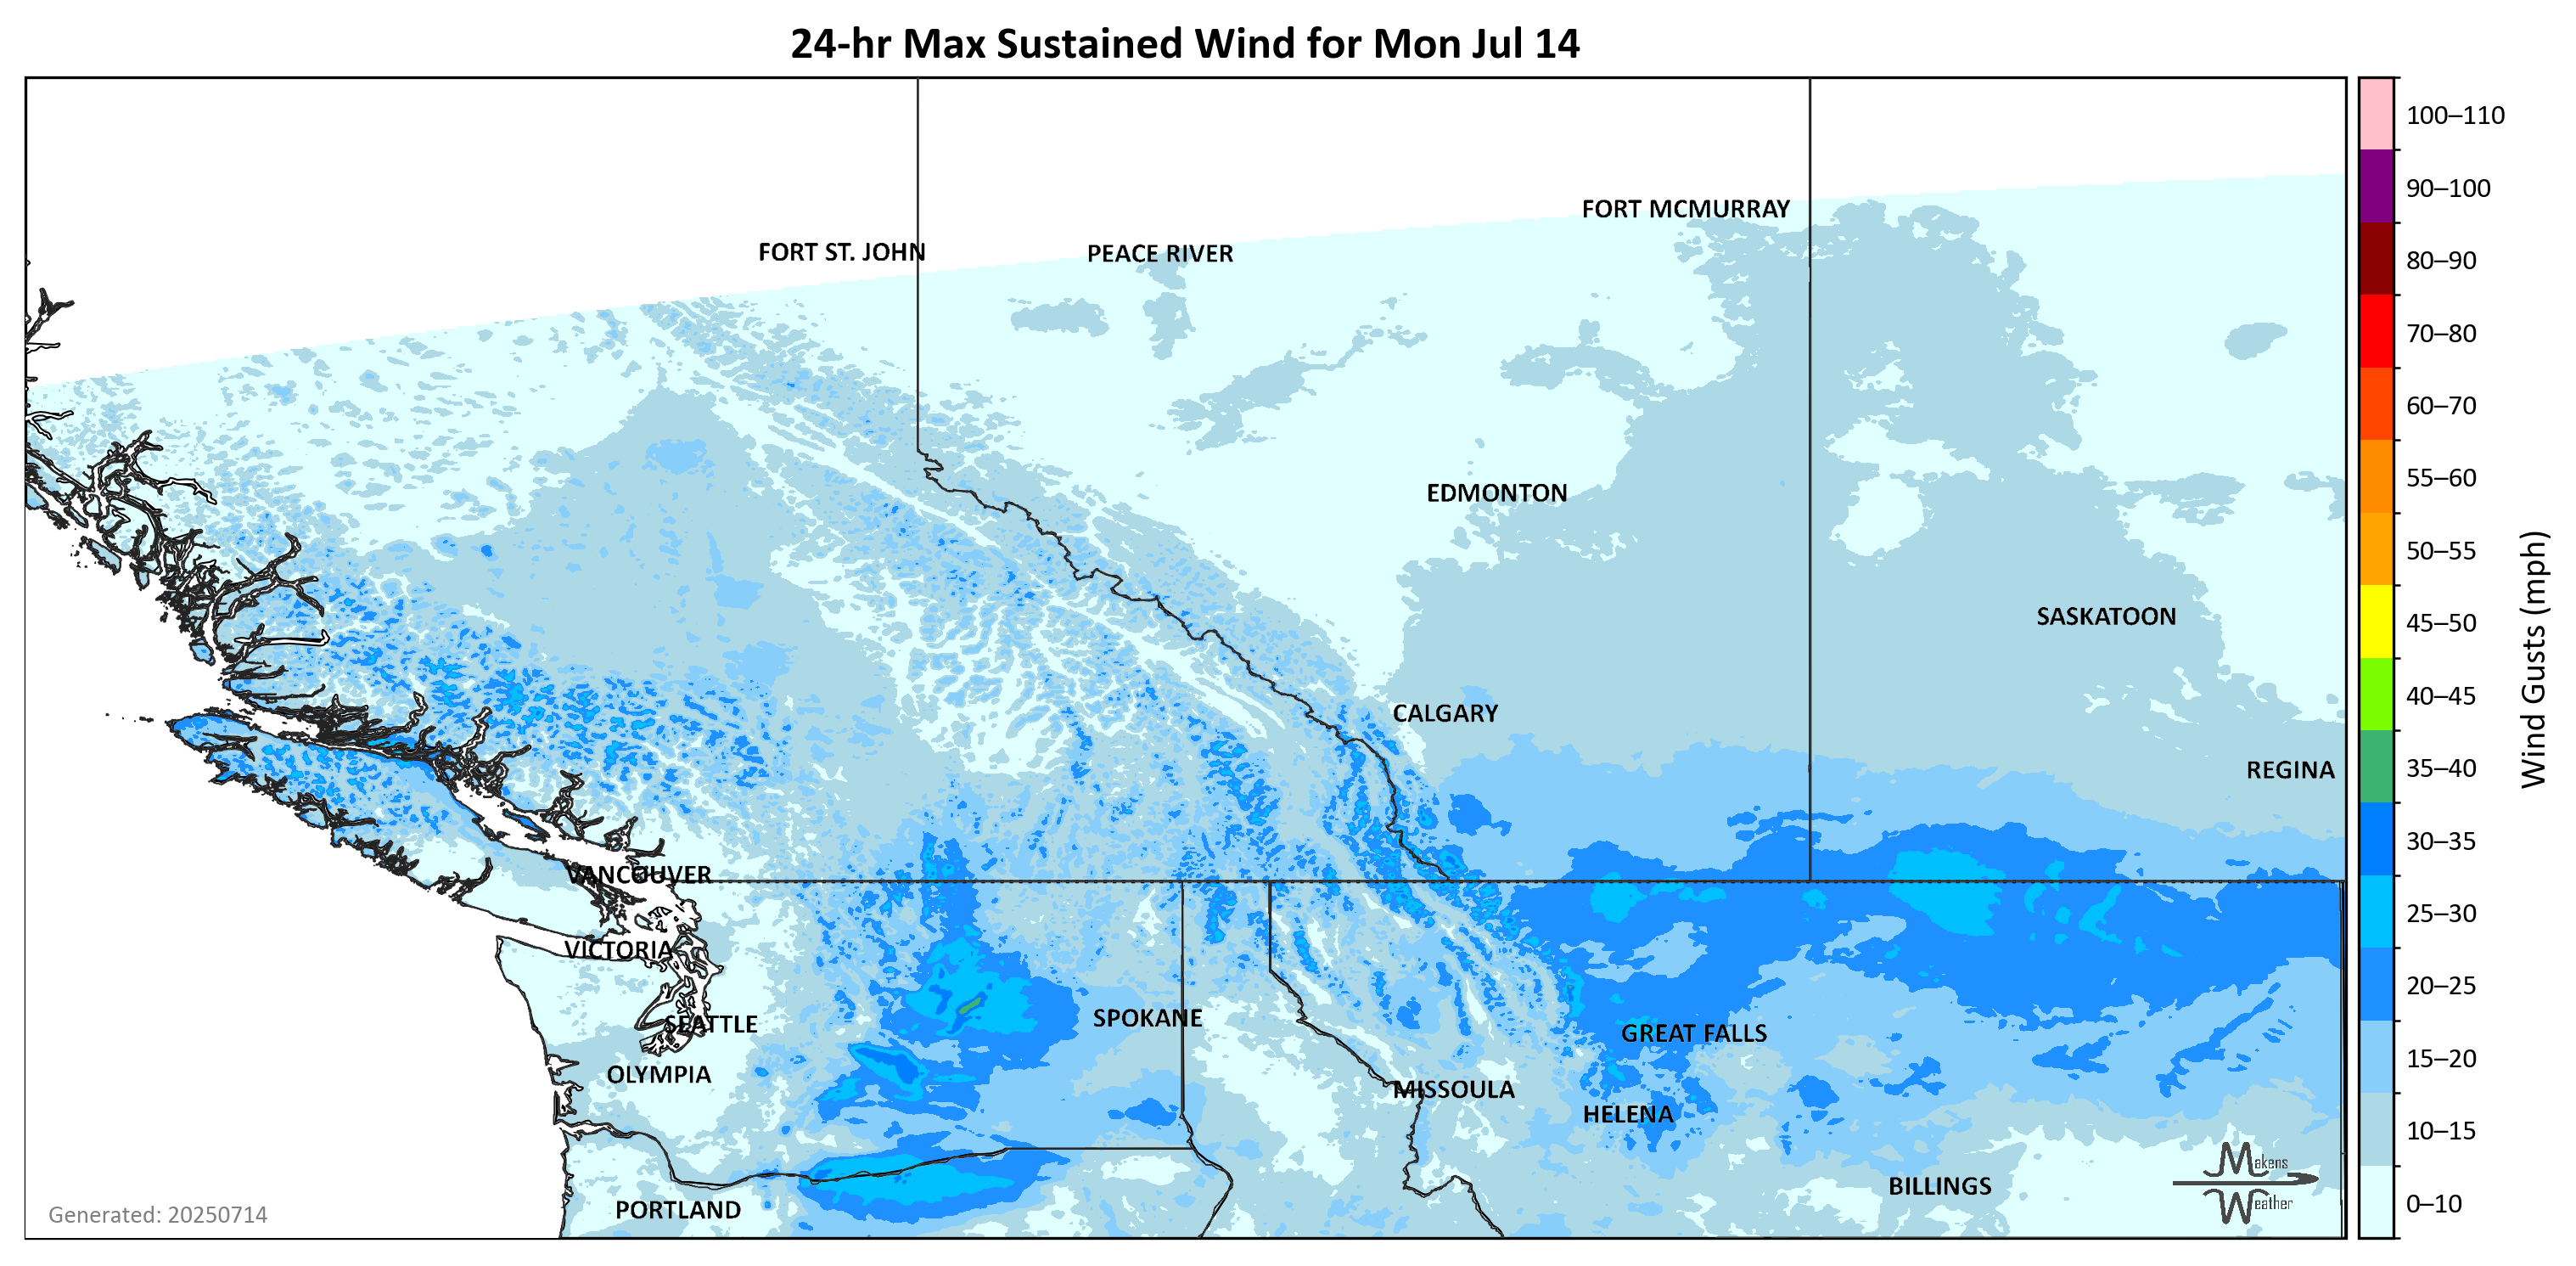 24-hr Max Sustained Wind for Mon Jul 14
100–110
FORT MCMURRAY
90–100
FORT ST. JOHN
PEACE RIVER
80–90
70–80
60–70
55–60
EDMONTON
50–55
45–50
SASKATOON
Wind Gusts (mph)
40–45
CALGARY
35–40
REGINA
30–35
VANCOUVER
25–30
VICTORIA
20–25
SPOKANE
SEATTLE
GREAT FALLS
15–20
OLYMPIA
MISSOULA
HELENA
10–15
Makens
Weather
BILLINGS
0–10
PORTLAND
Generated: 20250714